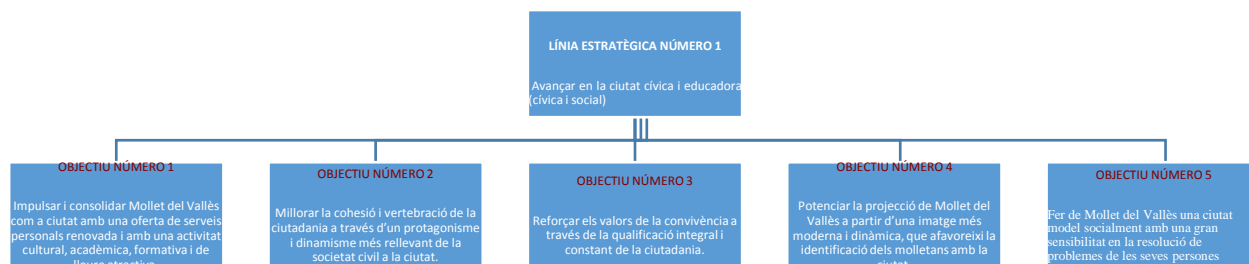 LÍNIA ESTRATÈGICA NÚMERO 1
Avançar en la ciutat cívica i educadora
(cívica i social)
OBJECTIU NÚMERO 1
Impulsar i consolidar Mollet del Vallès
com a ciutat amb una oferta de serveis
personals renovada i amb una activitat
cultural, acadèmica, formativa i de
lleure atractiva.
OBJECTIU NÚMERO 2
Millorar la cohesió i vertebració de la
ciutadania a través d'un protagonisme
i dinamisme més rellevant de la
societat civil a la ciutat.
OBJECTIU NÚMERO 3
Reforçar els valors de la convivència a
través de la qualificació integral i
constant de la ciutadania.
OBJECTIU NÚMERO 4
Potenciar la projecció de Mollet del
Vallès a partir d'una imatge més
moderna i dinàmica, que afavoreixi la
identificació dels molletans amb la
ciutat.
OBJECTIU NÚMERO 5
Fer de Mollet del Vallès una ciutat
model socialment amb una gran
sensibilitat en la resolució de
problemes de les seves persones